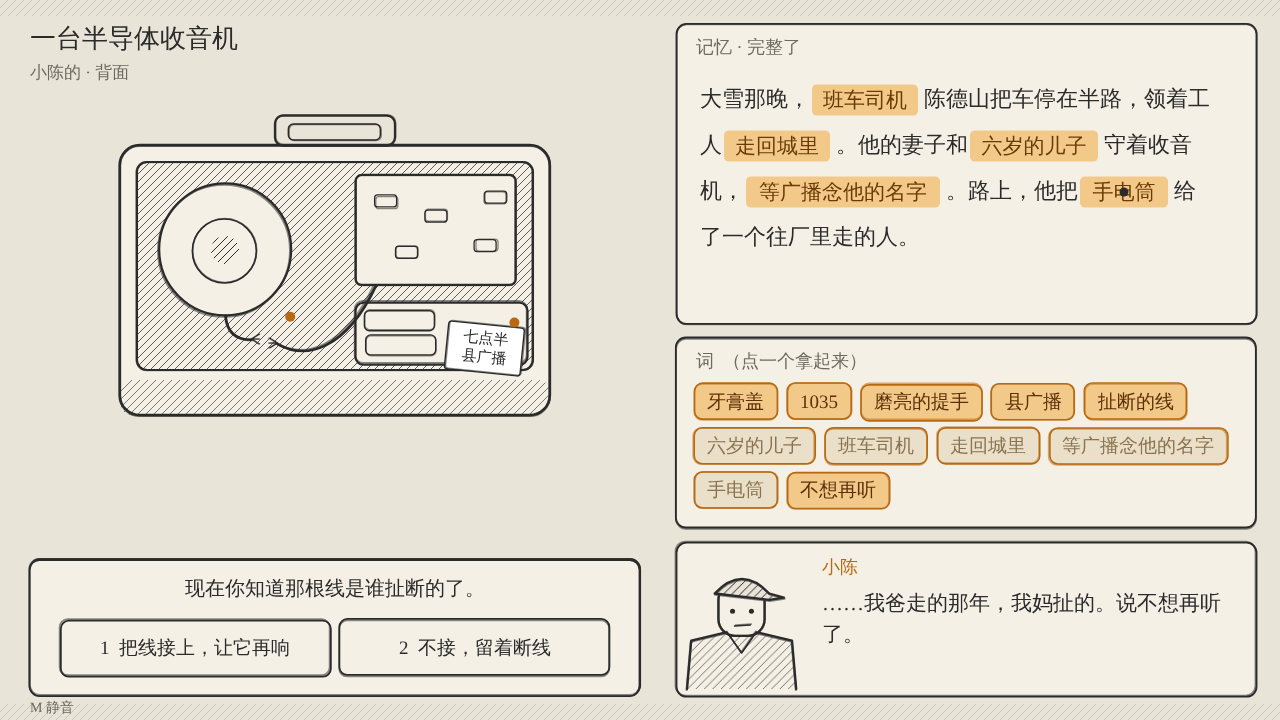 一台半导体收音机
小陈的 · 背面
七点半
县广播
现在你知道那根线是谁扯断的了。
1 把线接上，让它再响
2 不接，留着断线
M 静音
记忆 · 完整了
大雪那晚，班车司机 陈德山把车停在半路，领着工
人 走回城里 。他的妻子和 六岁的儿子 守着收音
机， 等广播念他的名字 。路上，他把 手电筒 给
了一个往厂里走的人。
词 （点一个拿起来）
牙膏盖 1035 磨亮的提手 县广播 扯断的线
六岁的儿子 班车司机 走回城里 等广播念他的名字
手电筒 不想再听
小陈
……我爸走的那年，我妈扯的。说不想再听
了。